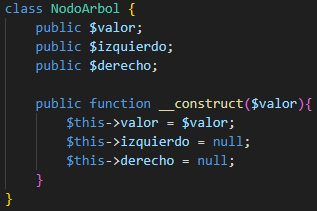 class NodoArbol {
    public $valor;
    public $izquierdo;
    public $derecho;

    public function __construct($valor){
        $this->valor = $valor;
        $this->izquierdo = null;
        $this->derecho = null;
    }
}